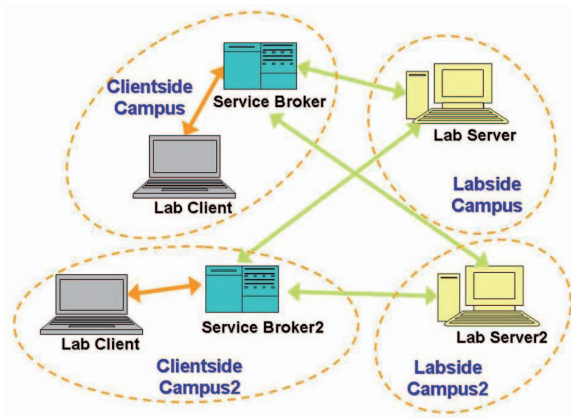 Clientside
Campus
Service Broker
Lab Server
Lab Client
Labside
Campus
Lab Client
Service Broker2
Lab Server2
Clientside
Campus2
Labside
Campus2